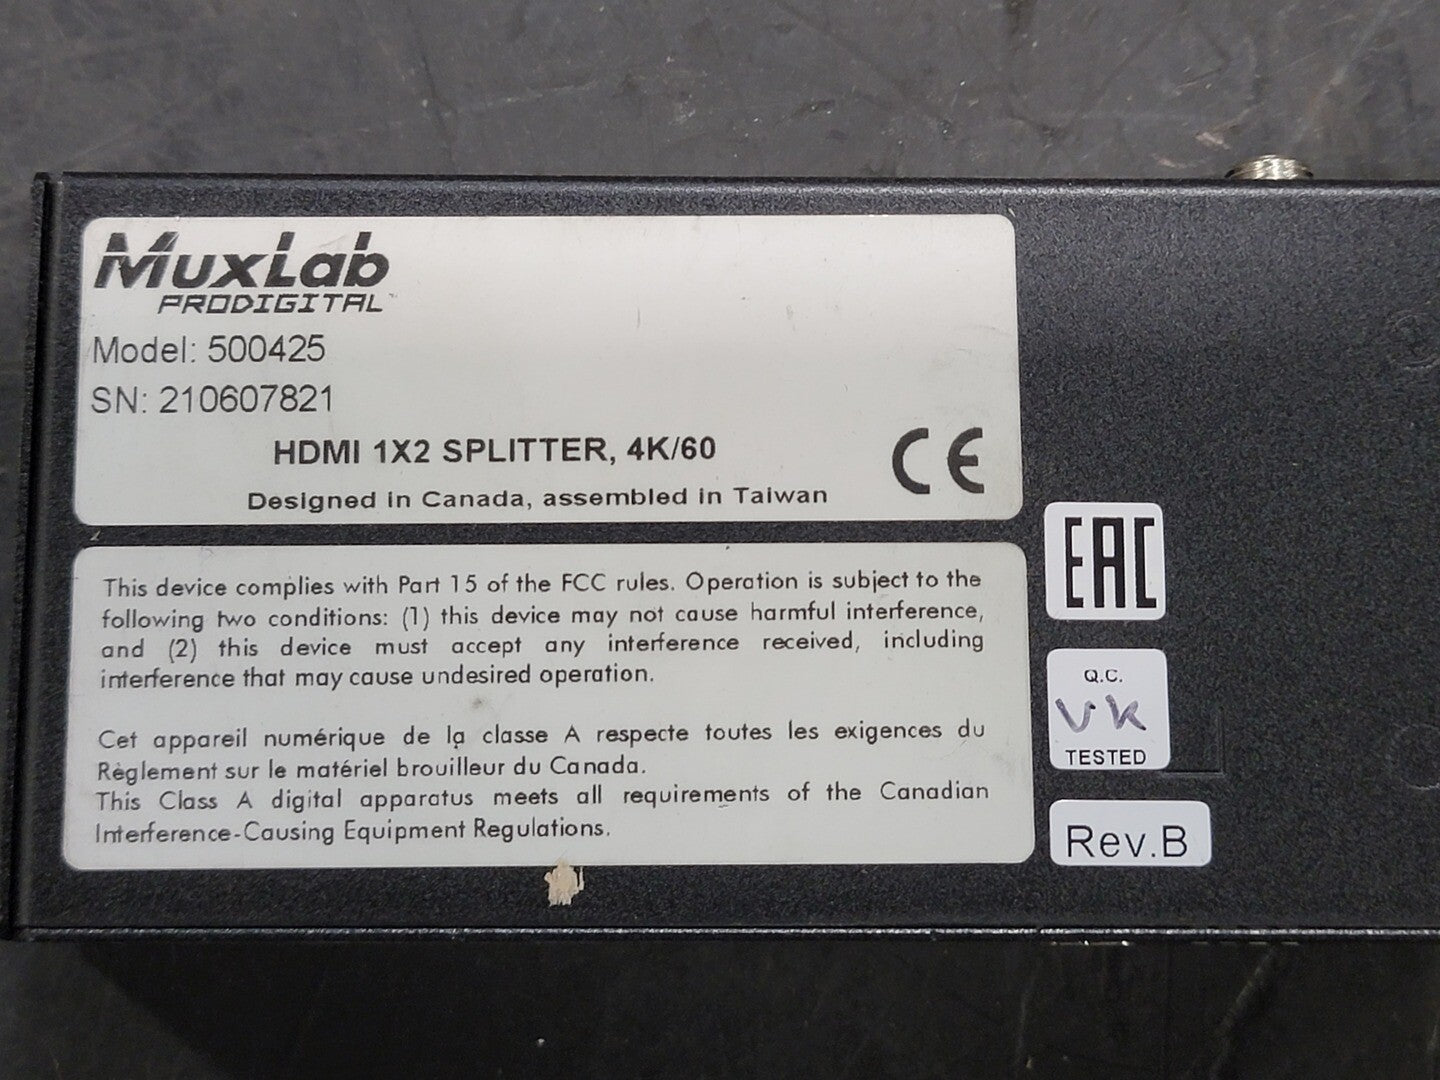 MuxLab
PRODIGITAL™
Model: 500425
SN: 210607821
HDMI 1X2 SPLITTER, 4K/60
Designed in Canada, assembled in Taiwan
CE
This device complies with Part 15 of the FCC rules. Operation is subject to the
following two conditions: (1) this device may not cause harmful interference,
and (2) this device must accept any interference received, including
interference that may cause undesired operation.
Cet appareil numérique de la classe A respecte toutes les exigences du
Règlement sur le matériel brouilleur du Canada.
This Class A digital apparatus meets all requirements of the Canadian
Interference-Causing Equipment Regulations.
EAC
Q.C.
VK
TESTED
Rev.B